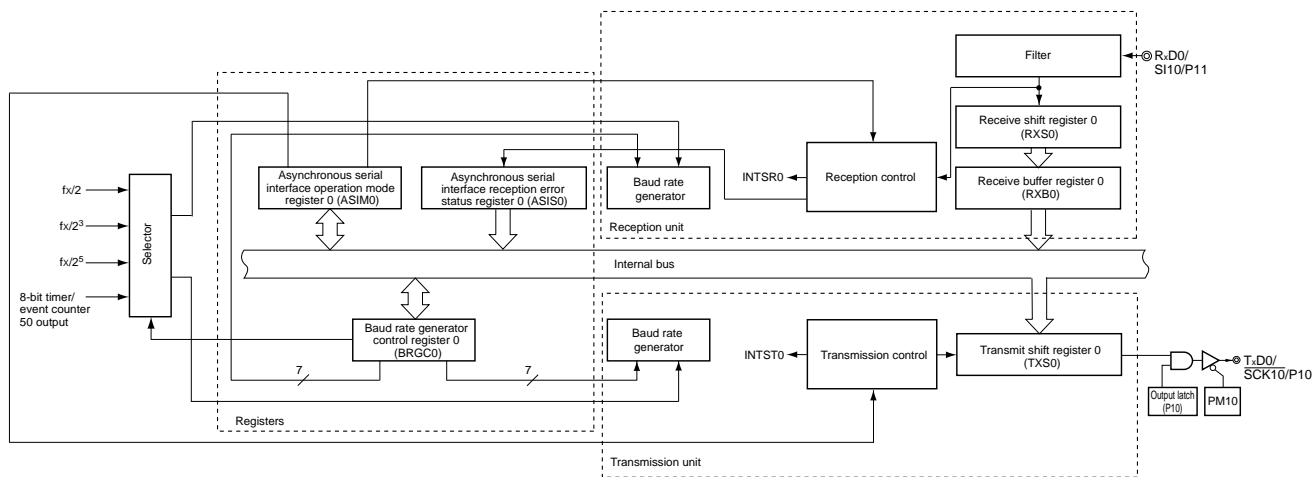 Filter
RxD0/
SI10/P11
Receive shift register 0
(RXS0)
Asynchronous serial
interface operation mode
register 0 (ASIM0)
Asynchronous serial
interface reception error
status register 0 (ASIS0)
Baud rate
generator
INTSR0
Reception control
Receive buffer register 0
(RXB0)
Reception unit
fx/2
fx/2³
fx/2⁵
8-bit timer/
event counter
50 output
Selector
Internal bus
Baud rate generator
control register 0
(BRGC0)
7
7
Registers
Baud rate
generator
INTST0
Transmission control
Transmit shift register 0
(TXS0)
TxD0/
SCK10/P10
Output latch
(P10)
PM10
Transmission unit